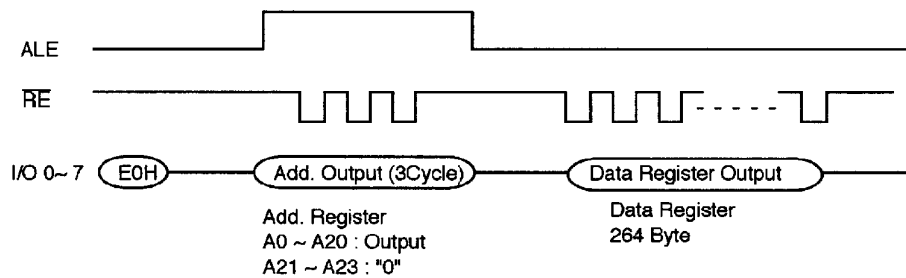 ALE
RE
I/O 0~ 7 E0H Add. Output (3Cycle) Data Register Output
Add. Register
A0 ~ A20 : Output
A21 ~ A23 : "0"
Data Register
264 Byte